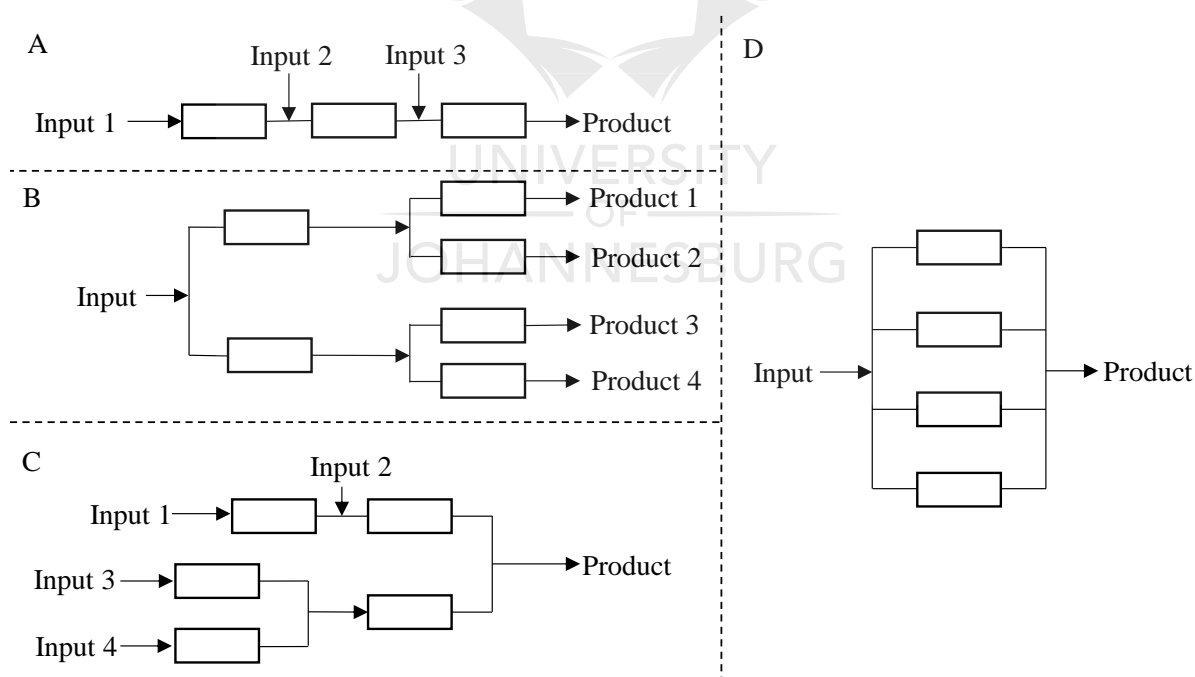 A
Input 2
Input 3
Input 1
Product
UNIVERSITY
OF
JOHANNESBURG
B
Product 1
Product 2
Input
Product 3
Product 4
C
Input 2
Input 1
Product
Input 3
Input 4
D
Input
Product